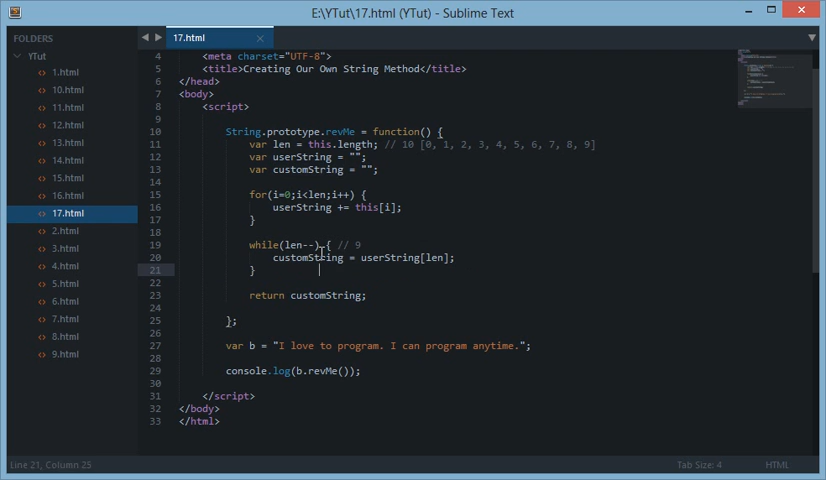 E:\YTut\17.html (YTut) - Sublime Text
FOLDERS
YTut
<> 1.html
<> 10.html
<> 11.html
<> 12.html
<> 13.html
<> 14.html
<> 15.html
<> 16.html
<> 17.html
<> 2.html
<> 3.html
<> 4.html
<> 5.html
<> 6.html
<> 7.html
<> 8.html
<> 9.html
17.html
4 <meta charset="UTF-8">
5 <title>Creating Our Own String Method</title>
6 </head>
7 <body>
8 <script>
9
10 String.prototype.revMe = function() {
11 var len = this.length; // 10 [0, 1, 2, 3, 4, 5, 6, 7, 8, 9]
12 var userString = "";
13 var customString = "";
14
15 for(i=0;i<len;i++) {
16 userString += this[i];
17 }
18
19 while(len--) { // 9
20 customString = userString[len];
21 }
22
23 return customString;
24
25 };
26
27 var b = "I love to program. I can program anytime.";
28
29 console.log(b.revMe());
30
31 </script>
32 </body>
33 </html>
Line 21, Column 25
Tab Size: 4
HTML